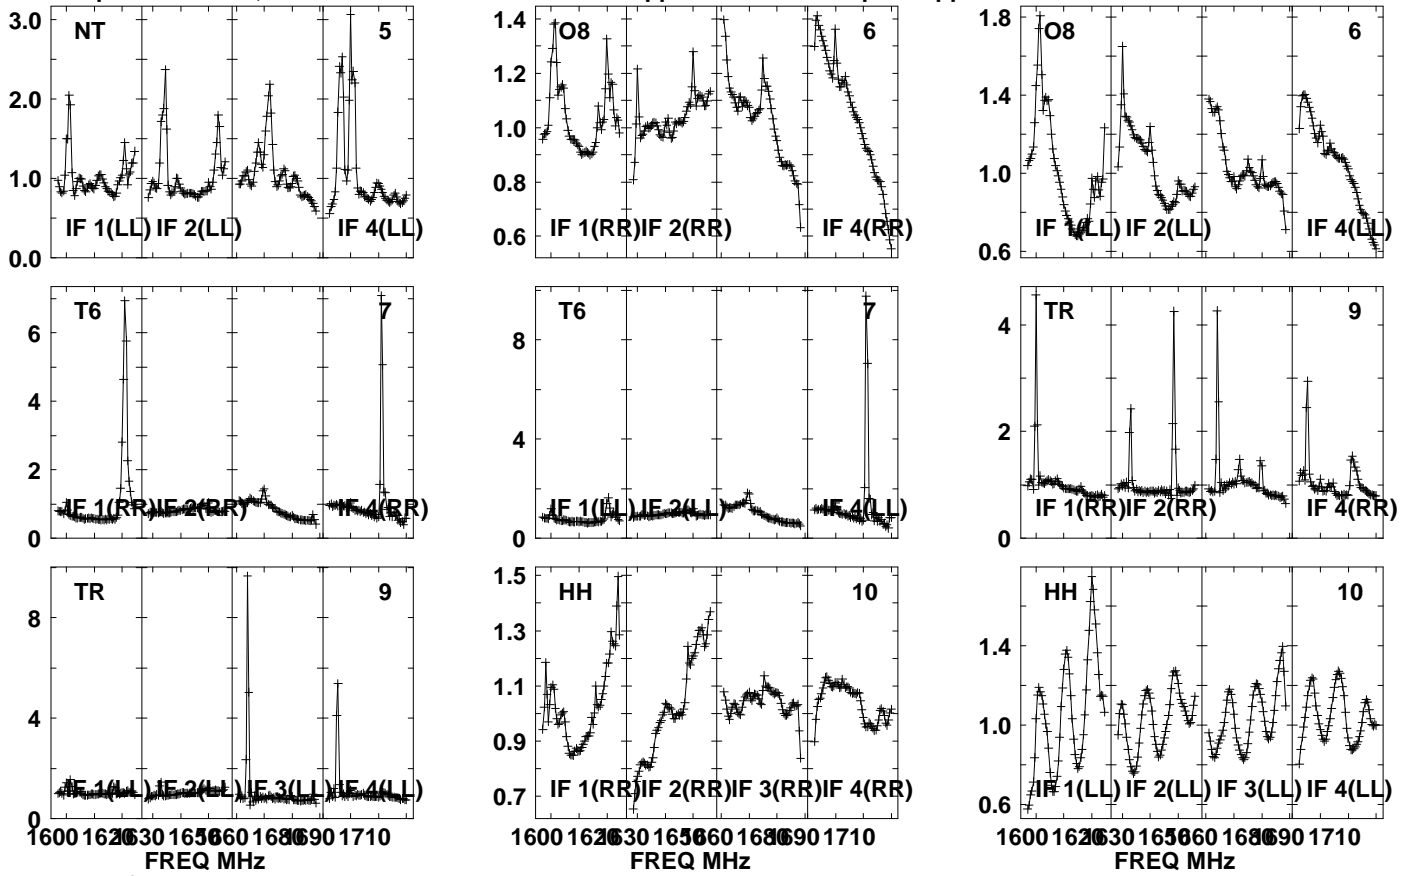 NT 5
3.0
2.0
1.0
0.0
IF 1(LL) IF 2(LL) IF 4(LL)
O8 6
1.4
1.2
1.0
0.8
0.6
IF 1(RR) IF 2(RR) IF 4(RR)
O8 6
1.8
1.4
1.0
0.6
IF 1(LL) IF 2(LL) IF 4(LL)
T6 7
6
4
2
0
IF 1(RR) IF 2(RR) IF 4(RR)
T6 7
8
4
0
IF 1(LL) IF 2(LL) IF 4(LL)
TR 9
4
2
0
IF 1(RR) IF 2(RR) IF 4(RR)
TR 9
8
4
0
IF 1(LL) IF 2(LL) IF 3(LL) IF 4(LL)
1600 1620 1630 1650 1660 1680 1690 1710
FREQ MHz
HH 10
1.5
1.3
1.1
0.9
0.7
IF 1(RR) IF 2(RR) IF 3(RR) IF 4(RR)
1600 1620 1630 1650 1660 1680 1690 1710
FREQ MHz
HH 10
1.4
1.0
0.6
IF 1(LL) IF 2(LL) IF 3(LL) IF 4(LL)
1600 1620 1630 1650 1660 1680 1690 1710
FREQ MHz